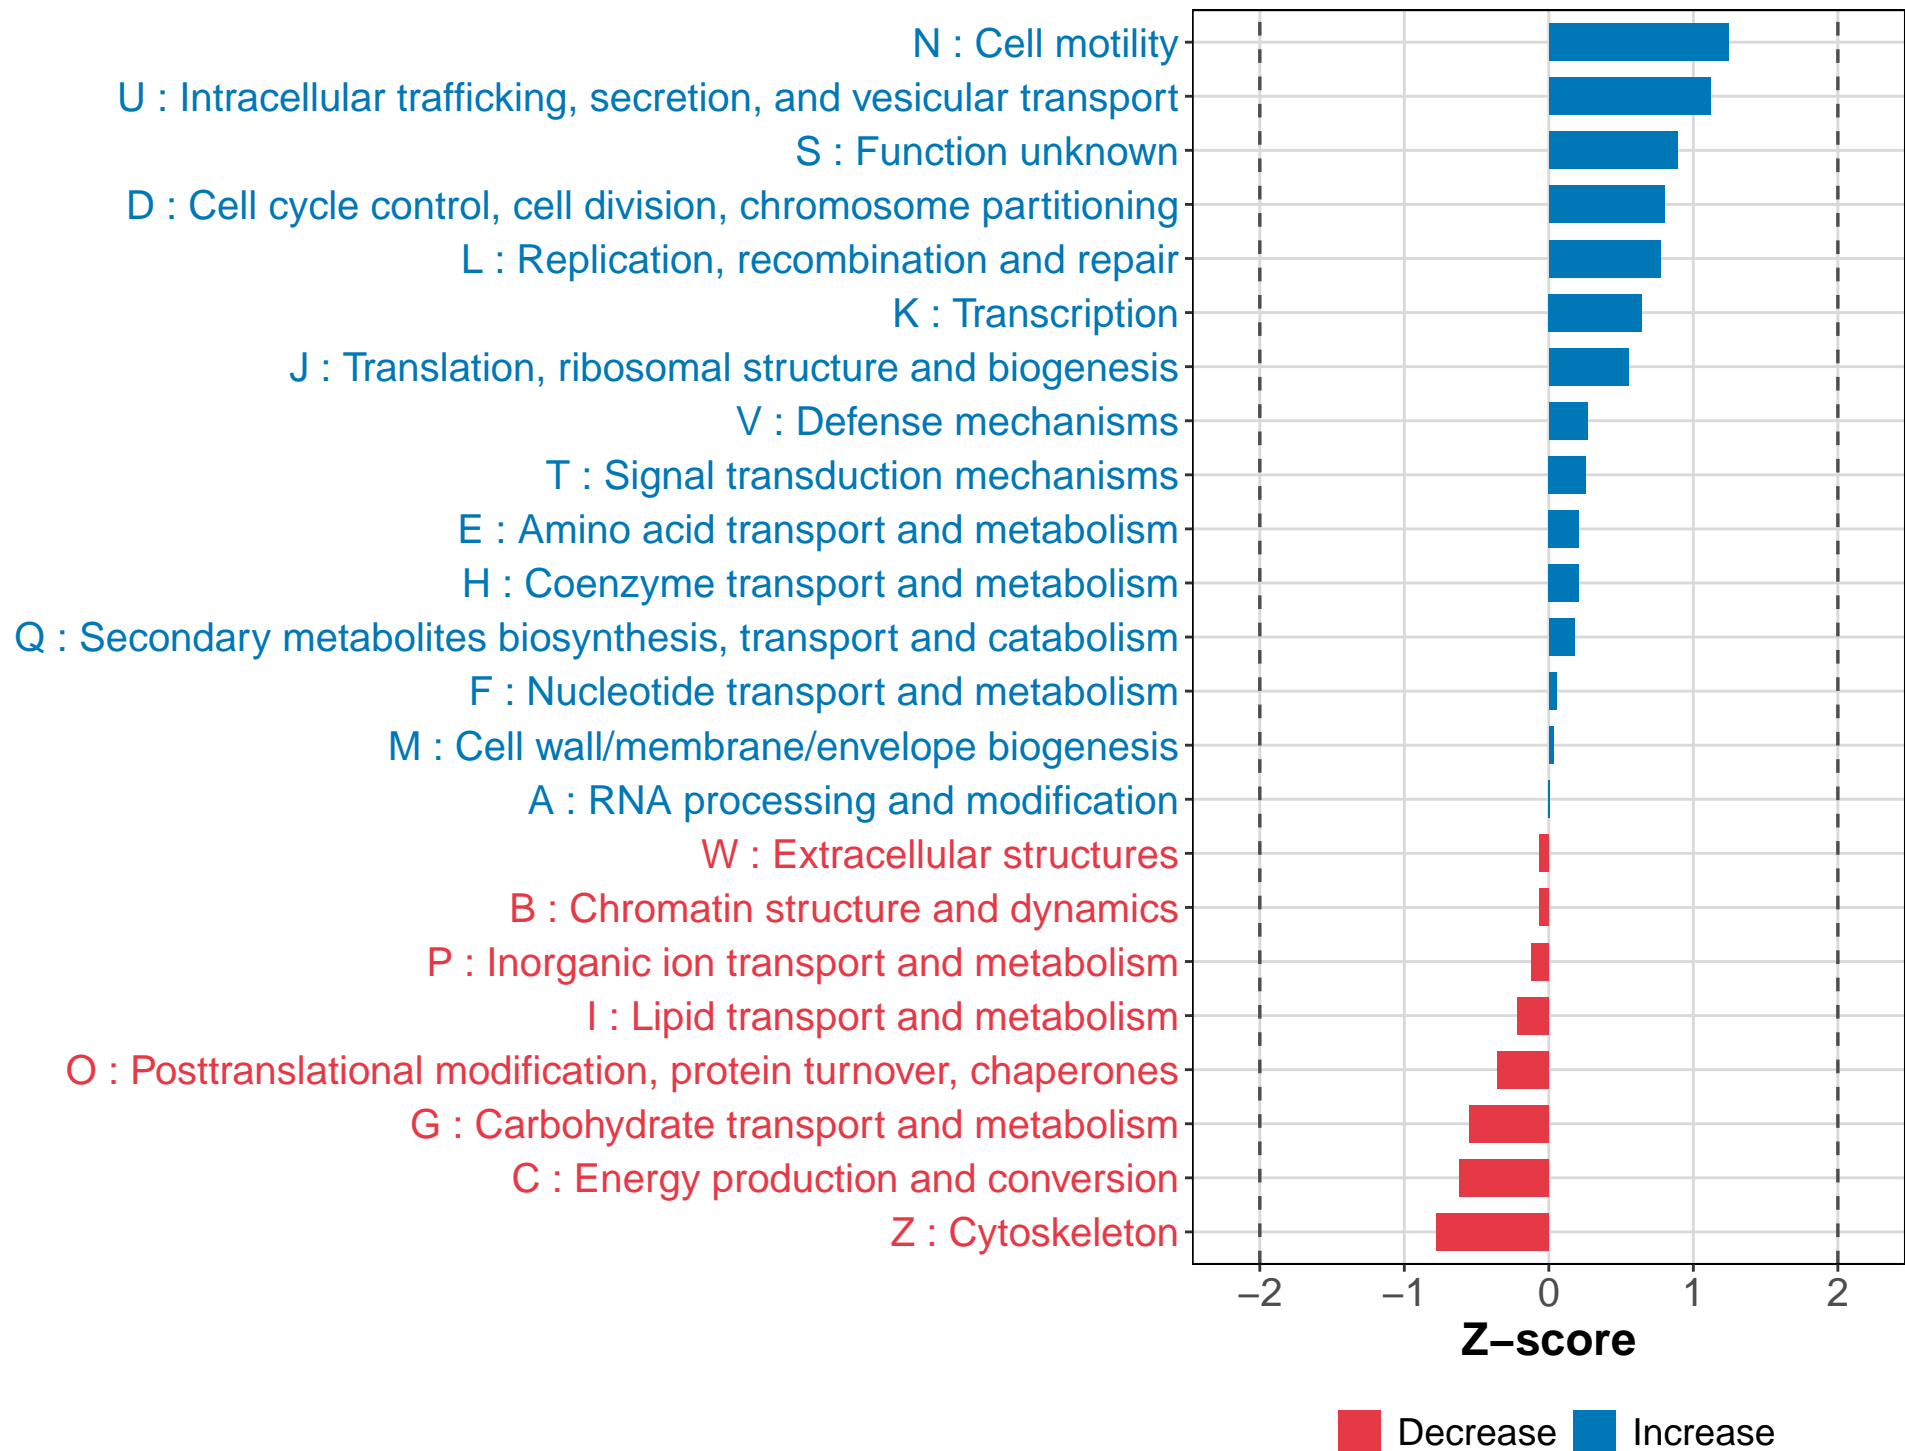 N : Cell motility
U : Intracellular trafficking, secretion, and vesicular transport
S : Function unknown
D : Cell cycle control, cell division, chromosome partitioning
L : Replication, recombination and repair
K : Transcription
J : Translation, ribosomal structure and biogenesis
V : Defense mechanisms
T : Signal transduction mechanisms
E : Amino acid transport and metabolism
H : Coenzyme transport and metabolism
Q : Secondary metabolites biosynthesis, transport and catabolism
F : Nucleotide transport and metabolism
M : Cell wall/membrane/envelope biogenesis
A : RNA processing and modification
W : Extracellular structures
B : Chromatin structure and dynamics
P : Inorganic ion transport and metabolism
I : Lipid transport and metabolism
O : Posttranslational modification, protein turnover, chaperones
G : Carbohydrate transport and metabolism
C : Energy production and conversion
Z : Cytoskeleton
−2 −1 0 1 2
Z−score
Decrease Increase